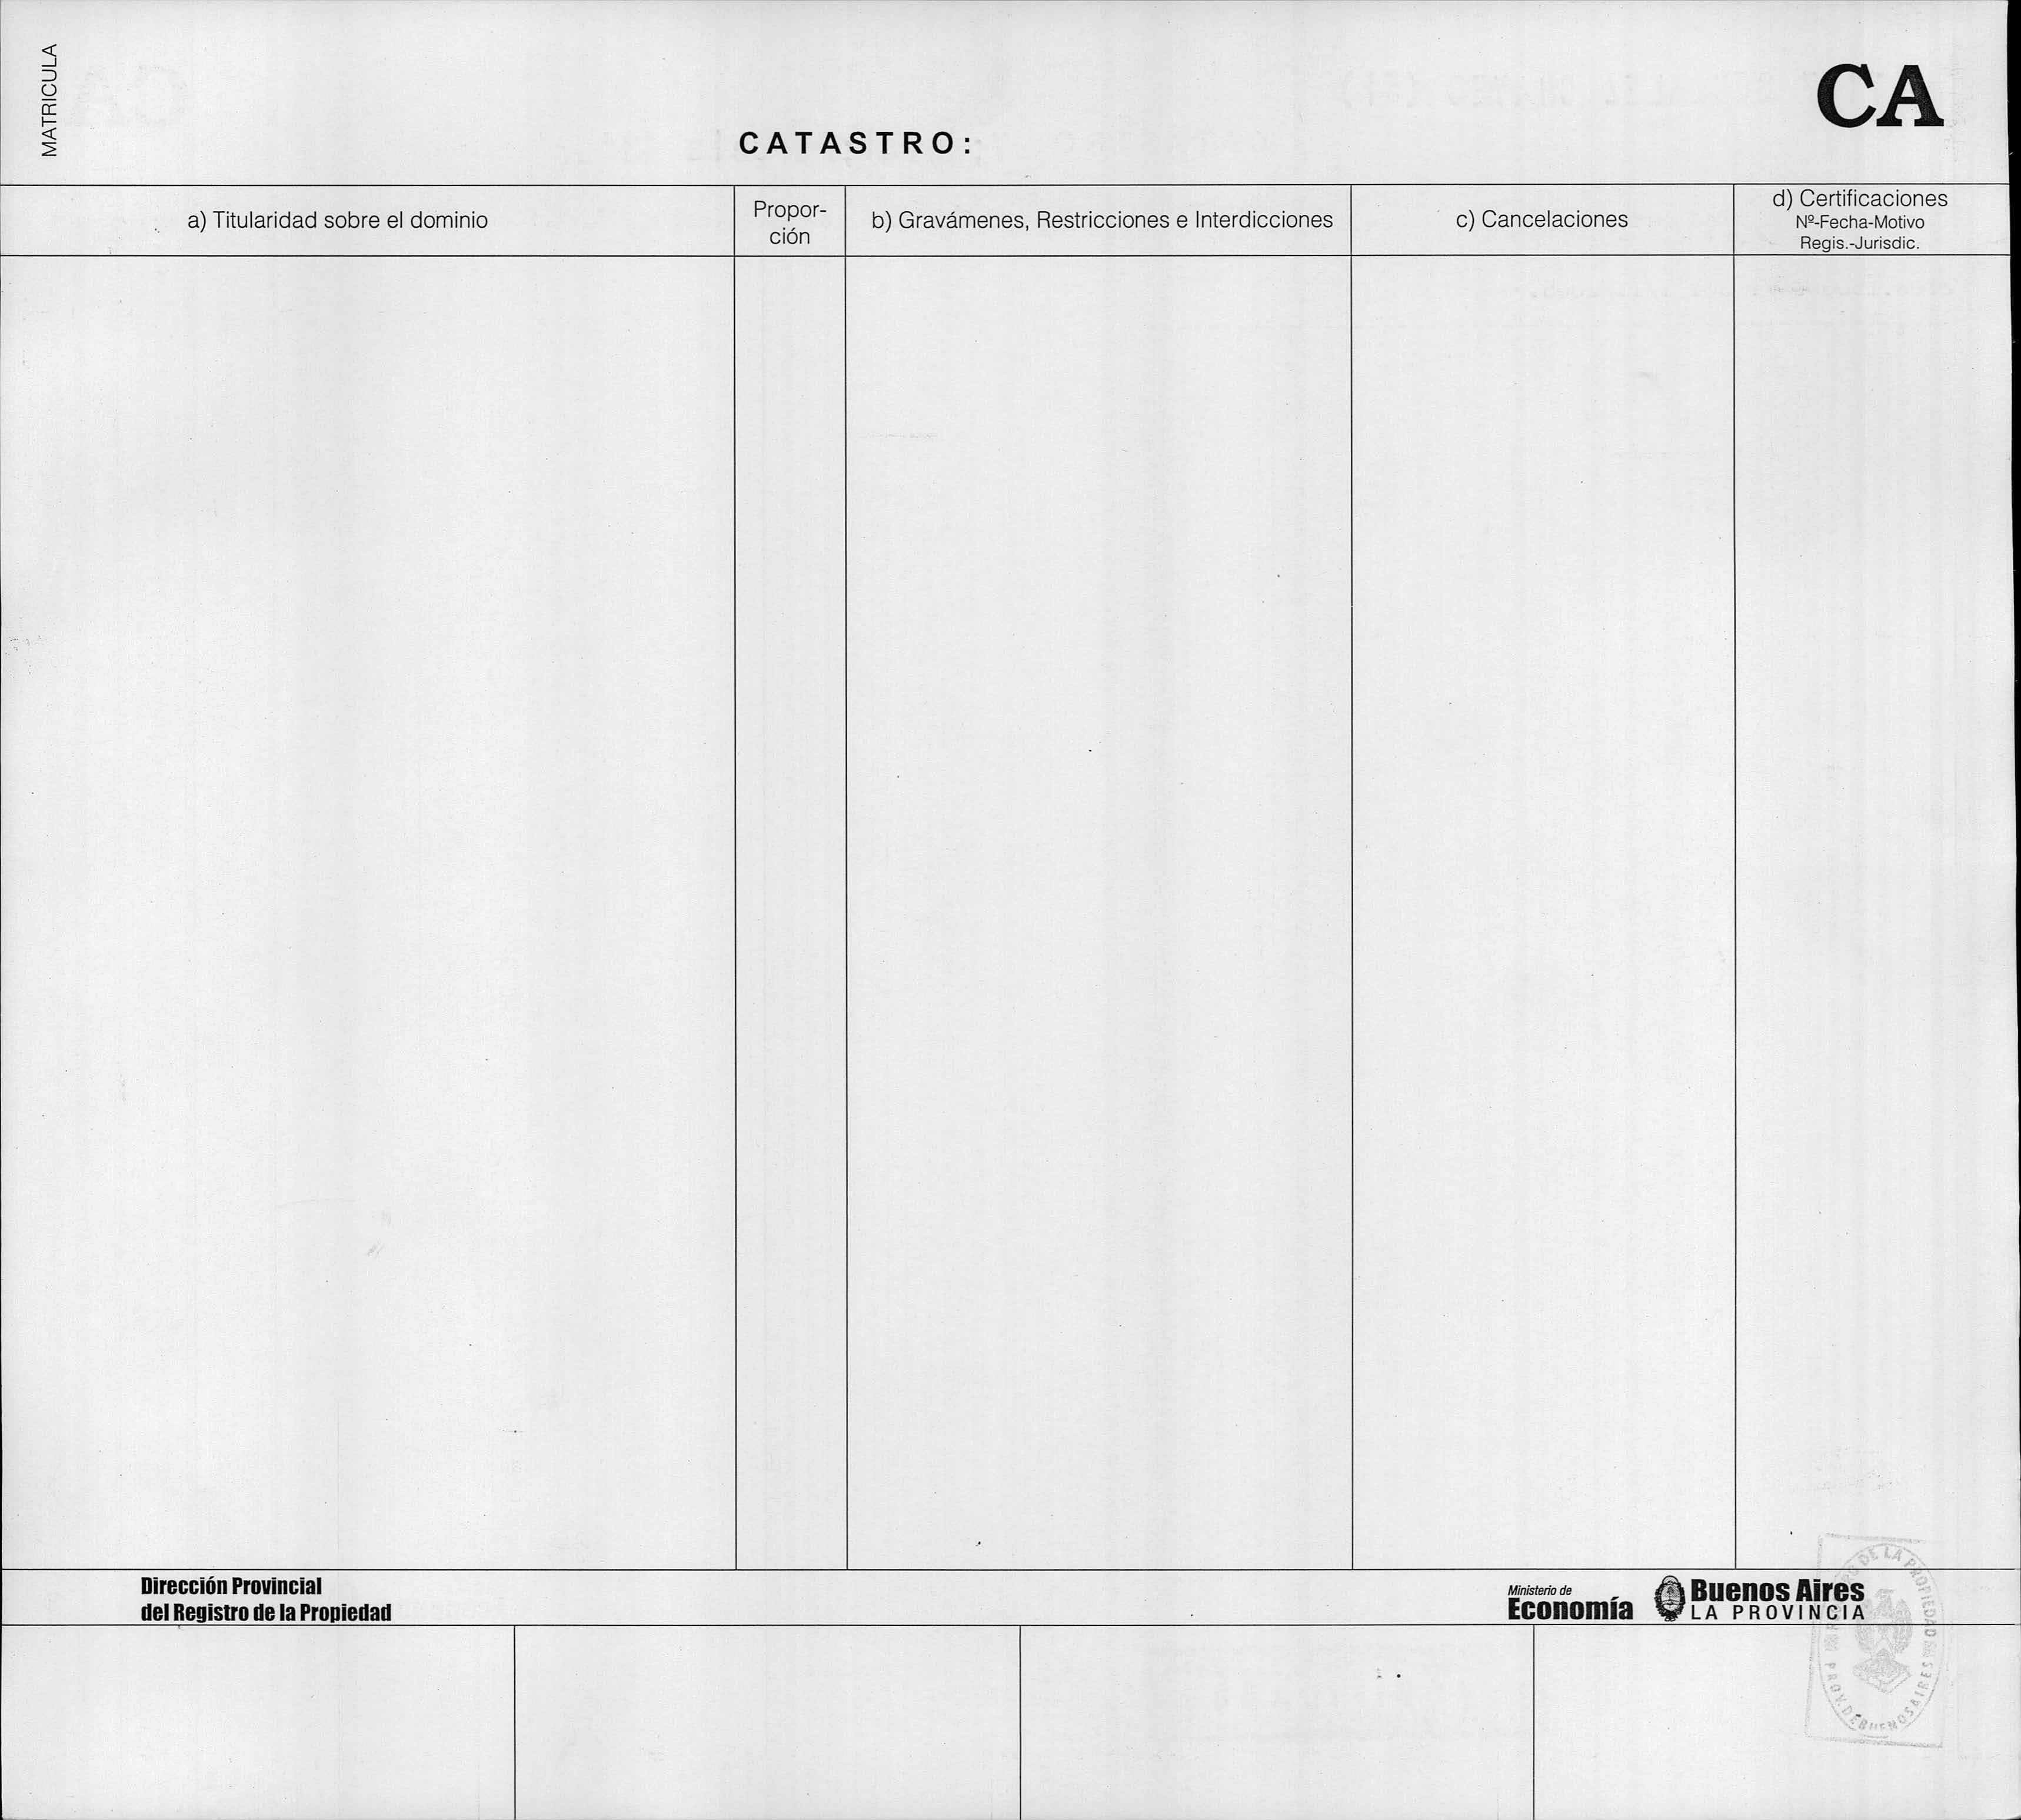 MATRICULA
CA
CATASTRO:
a) Titularidad sobre el dominio
Propor-
ción
b) Gravámenes, Restricciones e Interdicciones
c) Cancelaciones
d) Certificaciones
Nº-Fecha-Motivo
Regis.-Jurisdic.
Dirección Provincial
del Registro de la Propiedad
Ministerio de
Economía
Buenos Aires
LA PROVINCIA
DE LA PROPIEDAD
PROV. DE BUENOS AIRES